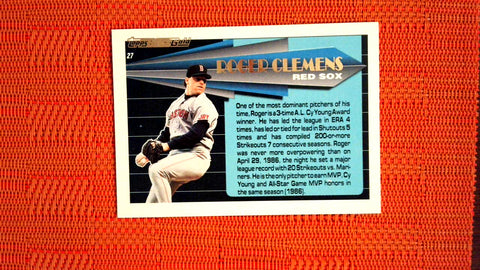 Topps Black Gold
27
ROGER CLEMENS
RED SOX
One of the most dominant pitchers of his
time, Roger is a 3-time A.L. Cy Young Award
winner. He has led the league in ERA 4
times, has led or tied for lead in Shutouts 5
times and has compiled 200-or-more
Strikeouts 7 consecutive seasons. Roger
was never more overpowering than on
April 29, 1986, the night he set a major
league record with 20 Strikeouts vs. Mar-
iners. He is the only pitcher to earn MVP, Cy
Young and All-Star Game MVP honors in
the same season (1986).